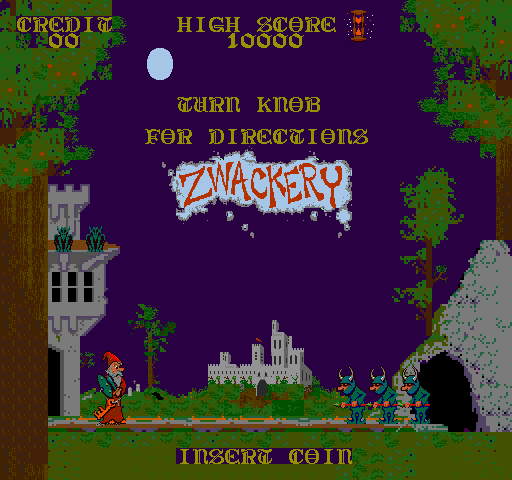 CREDIT HIGH SCORE
00 10000
TURN KNOB
FOR DIRECTIONS
ZWACKERY
INSERT COIN